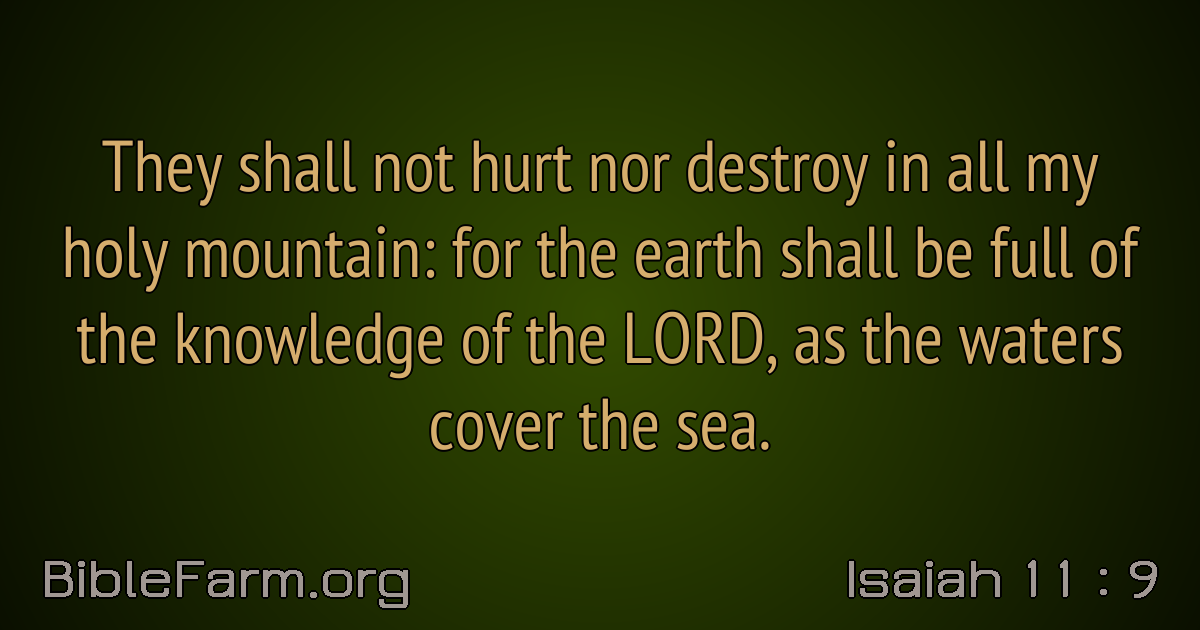 They shall not hurt nor destroy in all my
holy mountain: for the earth shall be full of
the knowledge of the LORD, as the waters
cover the sea.
BibleFarm.org
Isaiah 11 : 9